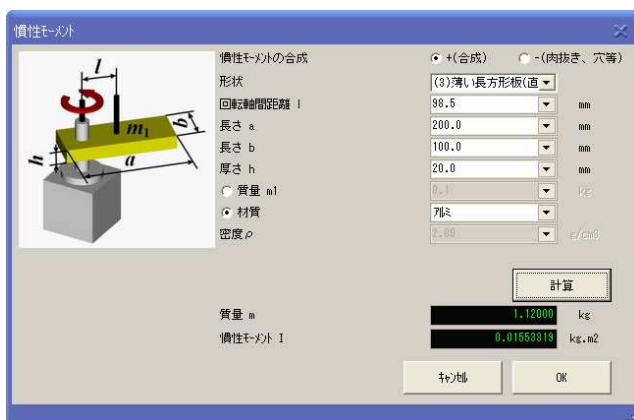 慣性モーメント
l
m1
b
a
h
慣性モーメントの合成 +(合成) -(肉抜き、穴等)
形状 (3)薄い長方形板(直
回転軸間距離 l 98.5 mm
長さ a 200.0 mm
長さ b 100.0 mm
厚さ h 20.0 mm
質量 m1 0.1 kg
材質 アルミ
密度ρ 2.80 g/cm3
計算
質量 m 1.12000 kg
慣性モーメント I 0.01553319 kg.m2
キャンセル OK